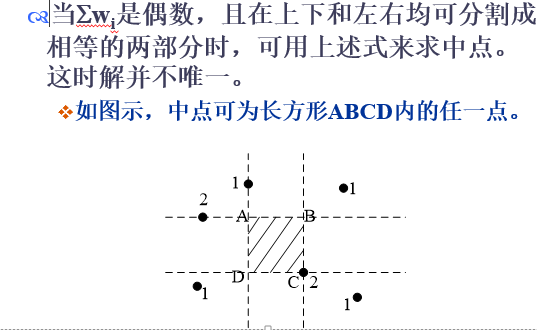 当Σwi是偶数，且在上下和左右均可分割成
相等的两部分时，可用上述式来求中点。
这时解并不唯一。
如图示，中点可为长方形ABCD内的任一点。
1
1
2
A
B
D
C
2
1
1